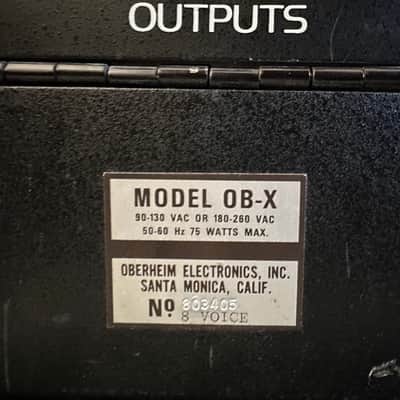 OUTPUTS
MODEL OB-X
90-130 VAC OR 180-260 VAC
50-60 Hz 75 WATTS MAX.
OBERHEIM ELECTRONICS, INC.
SANTA MONICA, CALIF.
Nº 803405
8 VOICE